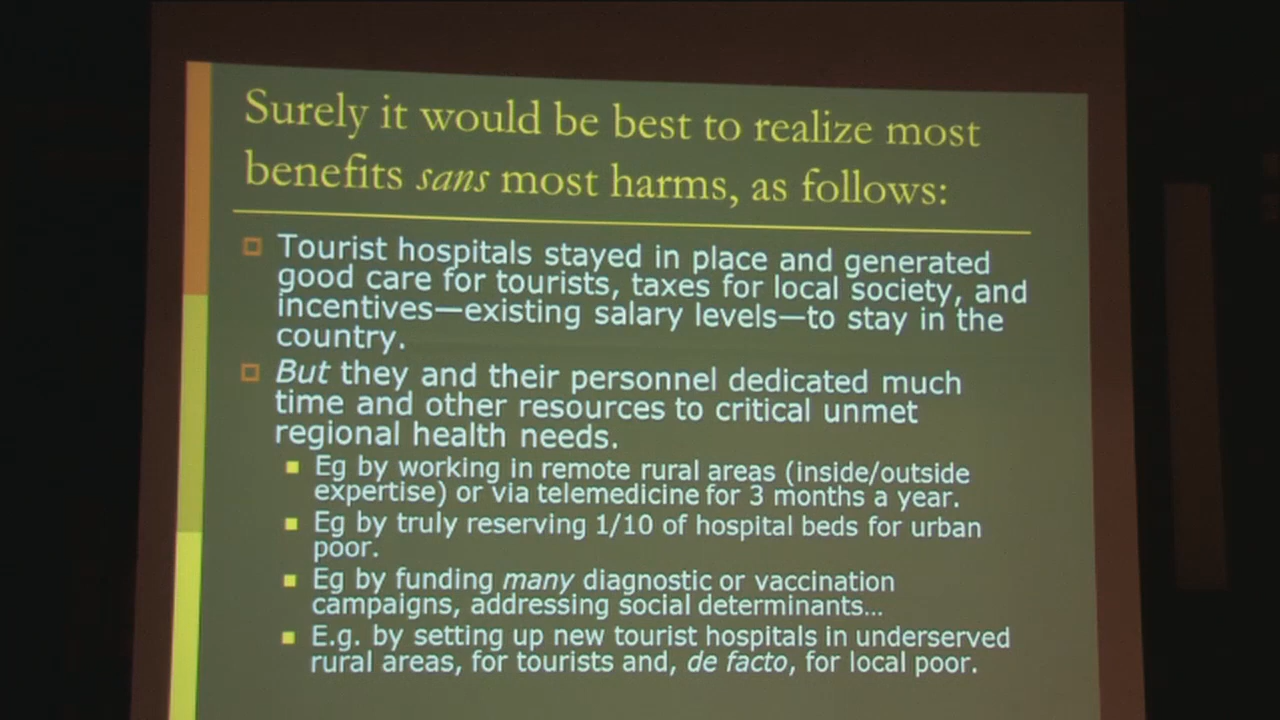 Surely it would be best to realize most
benefits sans most harms, as follows:
Tourist hospitals stayed in place and generated
good care for tourists, taxes for local society, and
incentives—existing salary levels—to stay in the
country.
But they and their personnel dedicated much
time and other resources to critical unmet
regional health needs.
Eg by working in remote rural areas (inside/outside
expertise) or via telemedicine for 3 months a year.
Eg by truly reserving 1/10 of hospital beds for urban
poor.
Eg by funding many diagnostic or vaccination
campaigns, addressing social determinants…
E.g. by setting up new tourist hospitals in underserved
rural areas, for tourists and, de facto, for local poor.